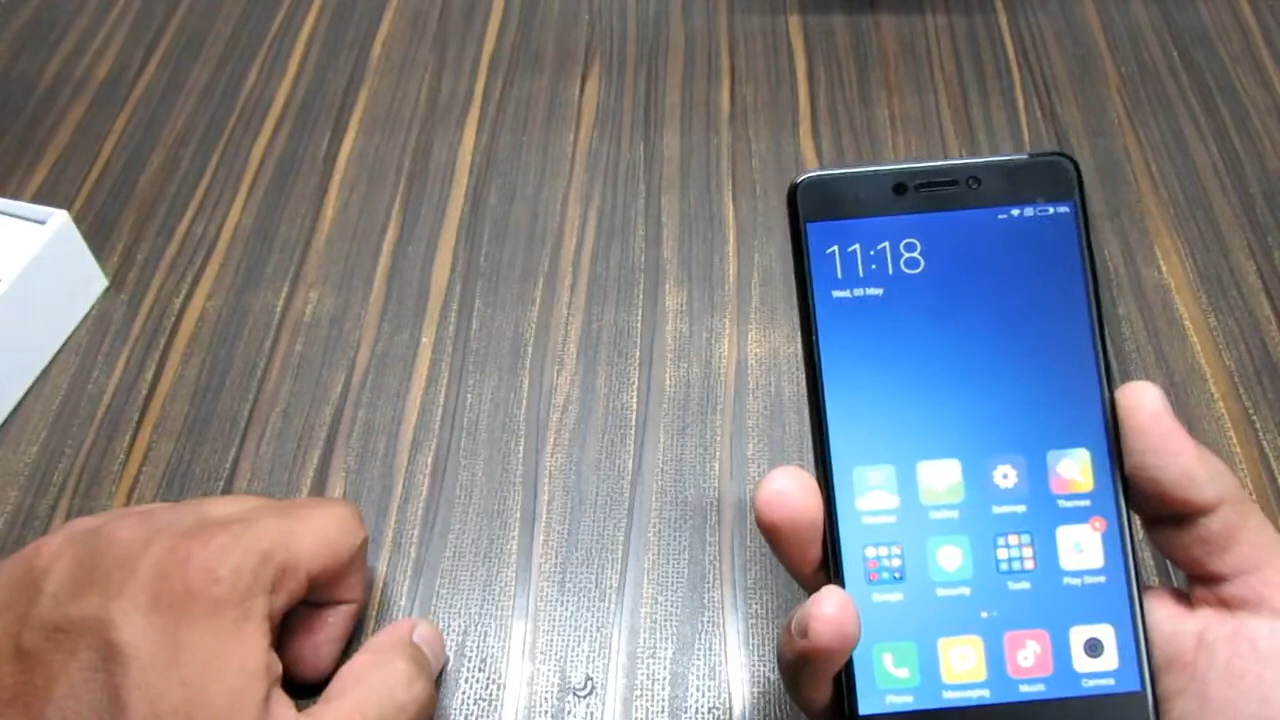 11:18
Wed, 03 May
Weather Gallery Settings Themes
Google Security Tools Play Store
Phone Messaging Music Camera